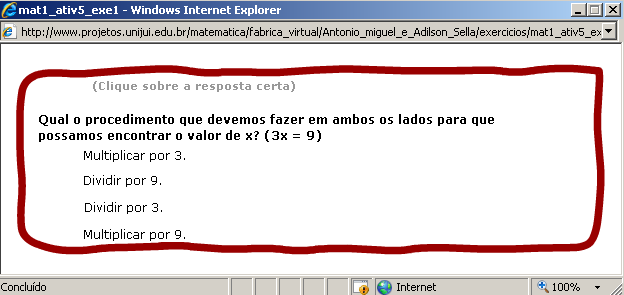 mat1_ativ5_exe1 - Windows Internet Explorer
http://www.projetos.unijui.edu.br/matematica/fabrica_virtual/Antonio_miguel_e_Adilson_Sella/exercicios/mat1_ativ5_ex
(Clique sobre a resposta certa)
Qual o procedimento que devemos fazer em ambos os lados para que
possamos encontrar o valor de x? (3x = 9)
Multiplicar por 3.
Dividir por 9.
Dividir por 3.
Multiplicar por 9.
Concluído Internet 100%